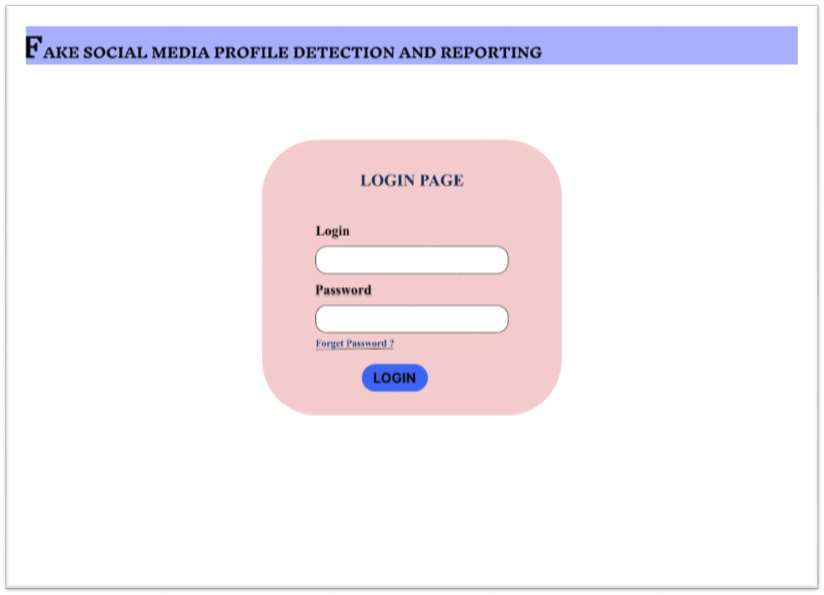 FAKE SOCIAL MEDIA PROFILE DETECTION AND REPORTING
LOGIN PAGE
Login
Password
Forget Password ?
LOGIN